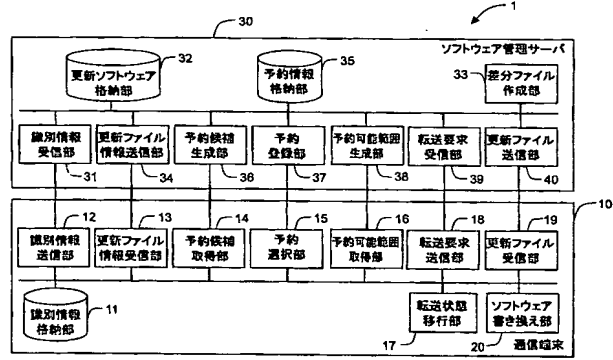 1
30
ソフトウェア管理サーバ
32
更新ソフトウェア
格納部
35
予約情報
格納部
33
差分ファイル
作成部
識別情報
受信部
31
更新ファイル
情報送信部
34
予約候補
生成部
36
予約
登録部
37
予約可能範囲
生成部
38
転送要求
受信部
39
更新ファイル
送信部
40
10
12
識別情報
送信部
13
更新ファイル
情報受信部
14
予約候補
取得部
15
予約
選択部
16
予約可能範囲
取得部
18
転送要求
送信部
19
更新ファイル
受信部
識別情報
格納部
11
転送状態
移行部
17
ソフトウェア
書き換え部
20
通信端末